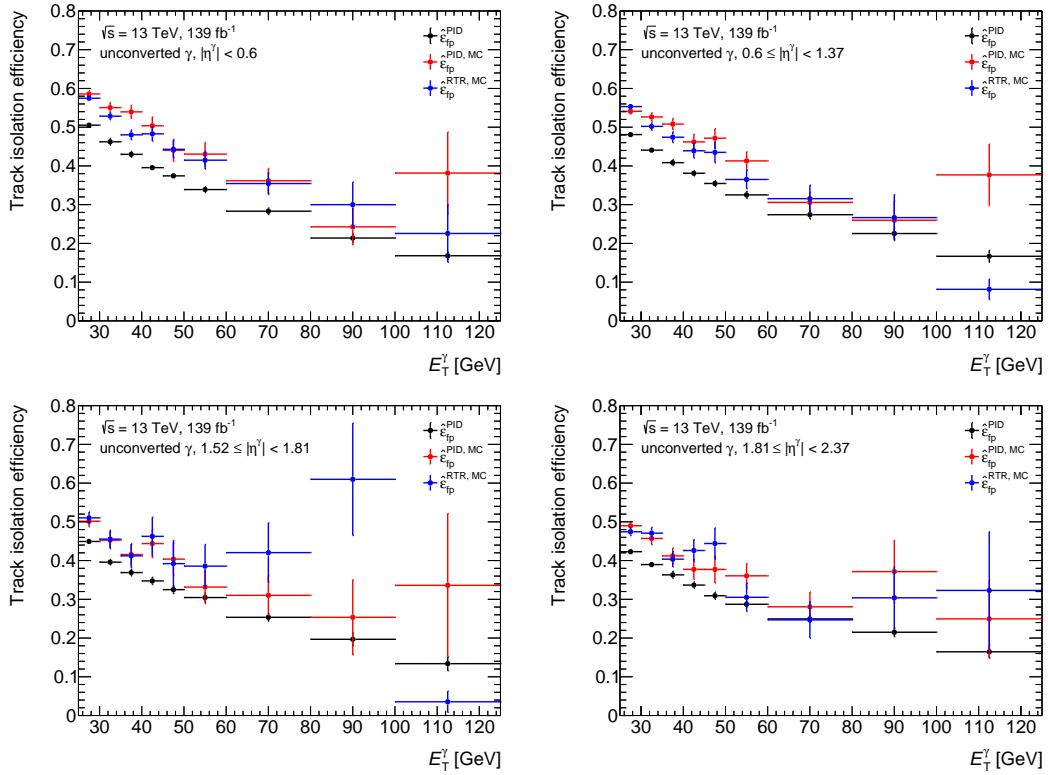 Track isolation efficiency
0.8
0.7
0.6
0.5
0.4
0.3
0.2
0.1
0
√s = 13 TeV, 139 fb⁻¹
unconverted γ, |η^γ| < 0.6
ε̂_fp^PID
ε̂_fp^PID, MC
ε̂_fp^RTR, MC
30 40 50 60 70 80 90 100 110 120
E_T^γ [GeV]
Track isolation efficiency
0.8
0.7
0.6
0.5
0.4
0.3
0.2
0.1
0
√s = 13 TeV, 139 fb⁻¹
unconverted γ, 0.6 ≤ |η^γ| < 1.37
ε̂_fp^PID
ε̂_fp^PID, MC
ε̂_fp^RTR, MC
30 40 50 60 70 80 90 100 110 120
E_T^γ [GeV]
Track isolation efficiency
0.8
0.7
0.6
0.5
0.4
0.3
0.2
0.1
0
√s = 13 TeV, 139 fb⁻¹
unconverted γ, 1.52 ≤ |η^γ| < 1.81
ε̂_fp^PID
ε̂_fp^PID, MC
ε̂_fp^RTR, MC
30 40 50 60 70 80 90 100 110 120
E_T^γ [GeV]
Track isolation efficiency
0.8
0.7
0.6
0.5
0.4
0.3
0.2
0.1
0
√s = 13 TeV, 139 fb⁻¹
unconverted γ, 1.81 ≤ |η^γ| < 2.37
ε̂_fp^PID
ε̂_fp^PID, MC
ε̂_fp^RTR, MC
30 40 50 60 70 80 90 100 110 120
E_T^γ [GeV]